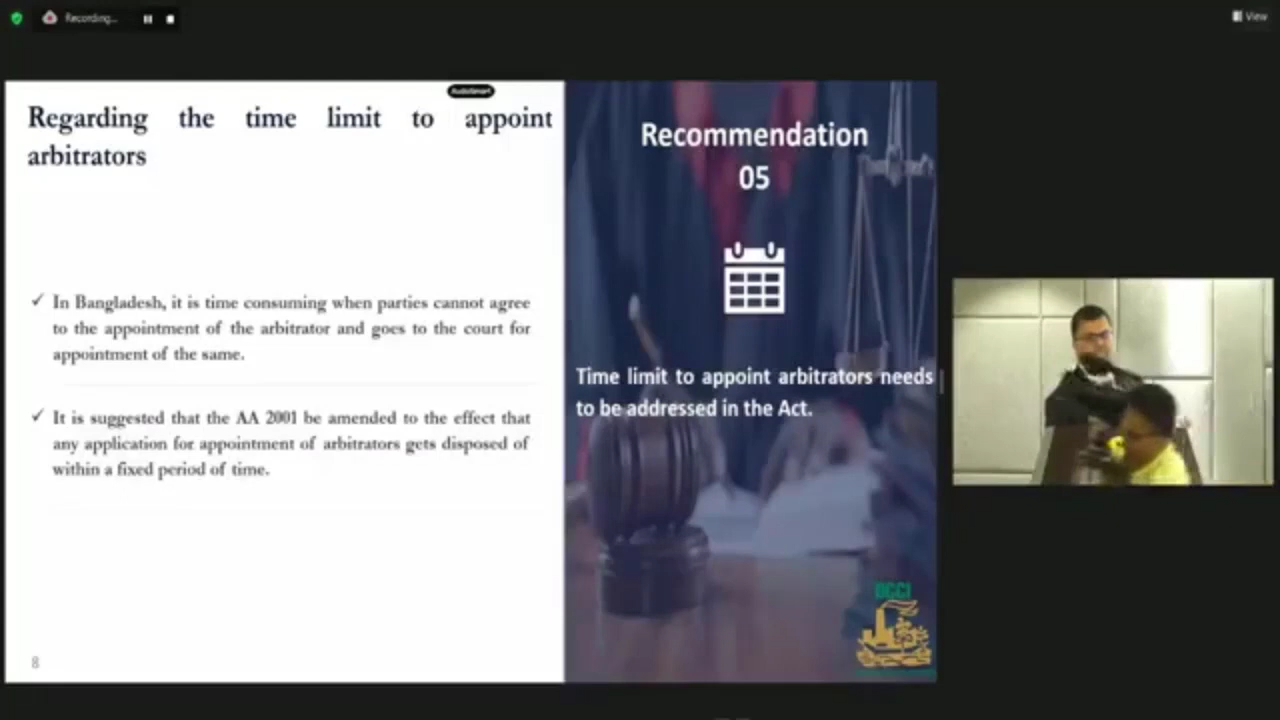 Recording...
View
AudioSmart
Regarding the time limit to appoint
arbitrators
✓ In Bangladesh, it is time consuming when parties cannot agree
to the appointment of the arbitrator and goes to the court for
appointment of the same.
✓ It is suggested that the AA 2001 be amended to the effect that
any application for appointment of arbitrators gets disposed of
within a fixed period of time.
8
Recommendation
05
Time limit to appoint arbitrators needs
to be addressed in the Act.
DCCI